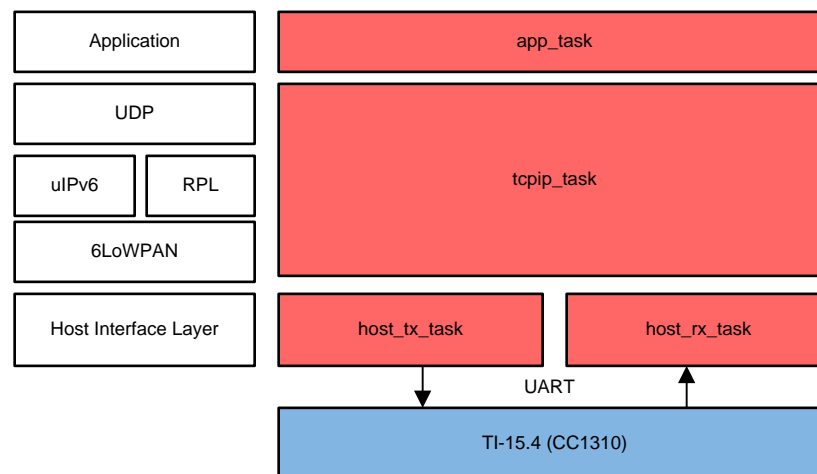 Application
app_task
UDP
tcpip_task
uIPv6
RPL
6LoWPAN
Host Interface Layer
host_tx_task
host_rx_task
UART
TI-15.4 (CC1310)